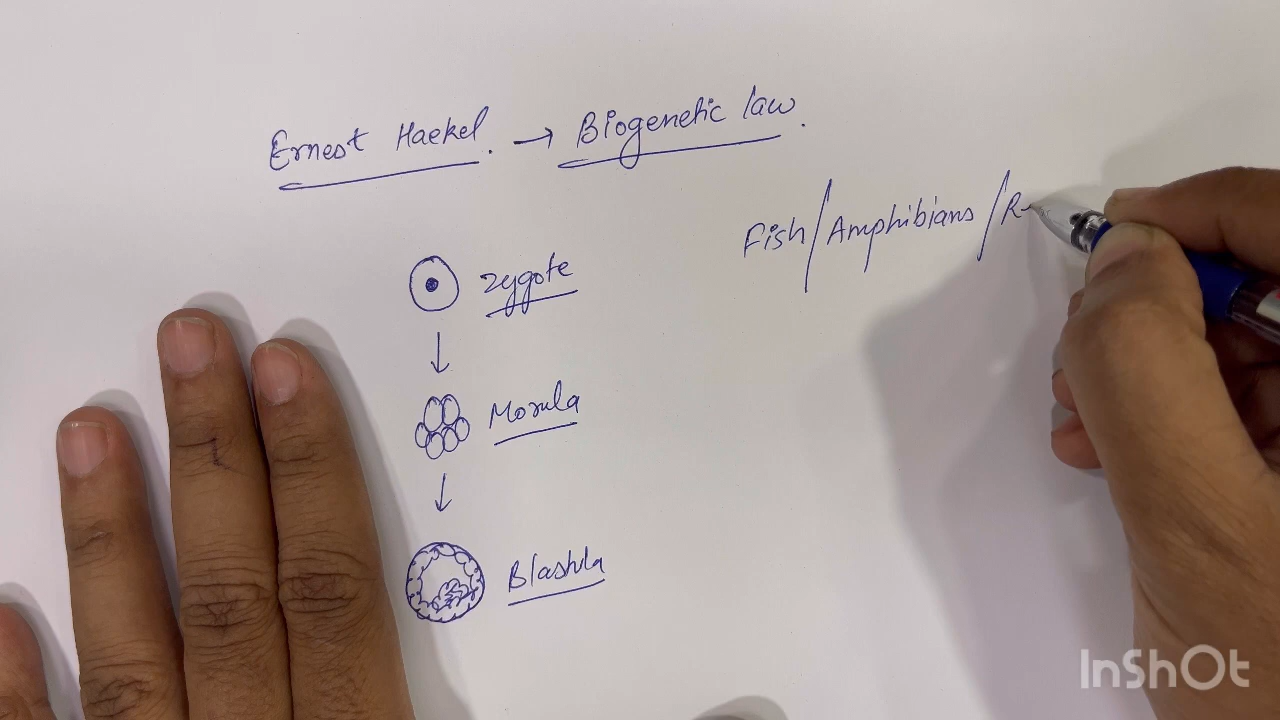 Ernest Haekel. → Biogenetic law.
Fish/Amphibians/R
Zygote
↓
Morula
↓
Blastula
InShOt